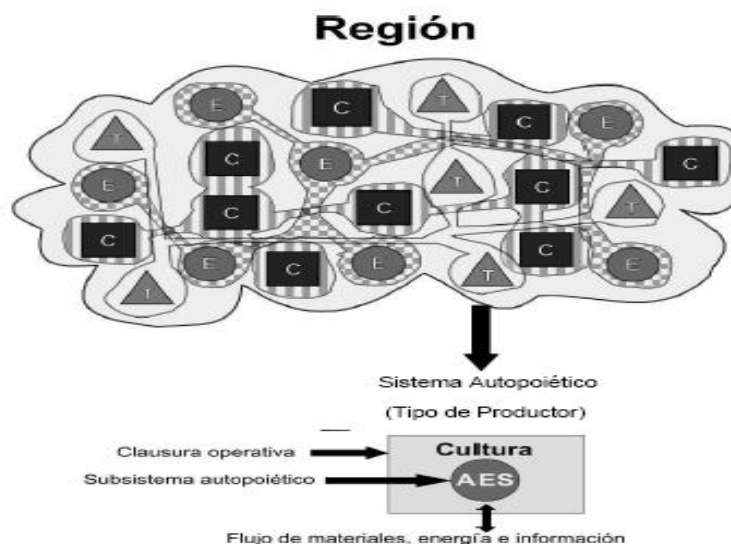 Región
T
E
C
C
E
T
E
C
C
E
T
C
C
T
C
C
C
E
C
E
T
E
T
C
E
Sistema Autopoiético
(Tipo de Productor)
Clausura operativa
Cultura
Subsistema autopoiético
AES
Flujo de materiales, energía e información